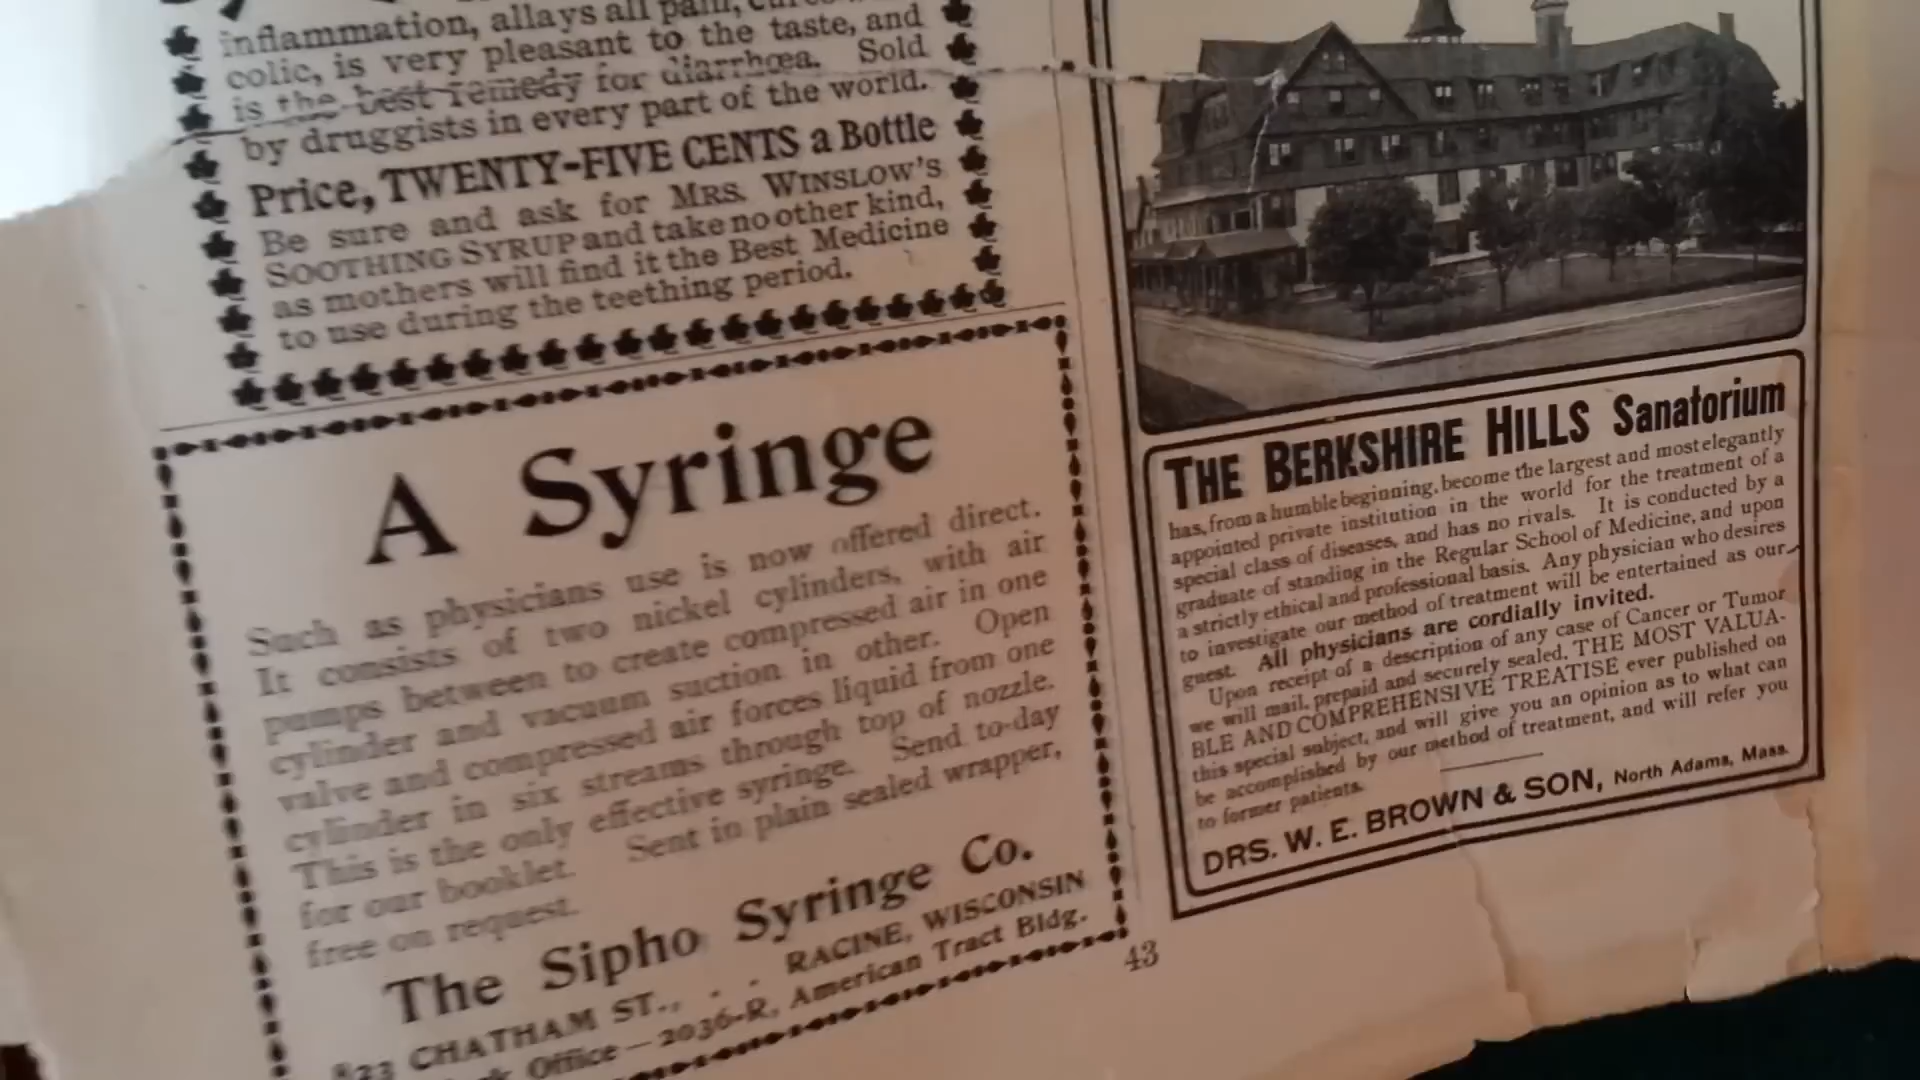 inflammation, allays all pain, cures
colic, is very pleasant to the taste, and
is the best remedy for diarrhœa. Sold
by druggists in every part of the world.
Price, TWENTY-FIVE CENTS a Bottle
Be sure and ask for MRS. WINSLOW'S
SOOTHING SYRUP and take no other kind,
as mothers will find it the Best Medicine
to use during the teething period.
A Syringe
Such as physicians use is now offered direct.
It consists of two nickel cylinders, with air
pumps between to create compressed air in one
cylinder and vacuum suction in other. Open
valve and compressed air forces liquid from one
cylinder in six streams through top of nozzle.
This is the only effective syringe. Send to-day
for our booklet. Sent in plain sealed wrapper,
free on request.
The Sipho Syringe Co.
CHATHAM ST., . . RACINE, WISCONSIN
Office — 2036-R, American Tract Bldg.
43
THE BERKSHIRE HILLS Sanatorium
has, from a humble beginning, become the largest and most elegantly
appointed private institution in the world for the treatment of a
special class of diseases, and has no rivals. It is conducted by a
graduate of standing in the Regular School of Medicine, and upon
a strictly ethical and professional basis. Any physician who desires
to investigate our method of treatment will be entertained as our
guest. All physicians are cordially invited.
Upon receipt of a description of any case of Cancer or Tumor
we will mail, prepaid and securely sealed, THE MOST VALUA-
BLE AND COMPREHENSIVE TREATISE ever published on
this special subject, and will give you an opinion as to what can
be accomplished by our method of treatment, and will refer you
to former patients.
DRS. W. E. BROWN & SON, North Adams, Mass.